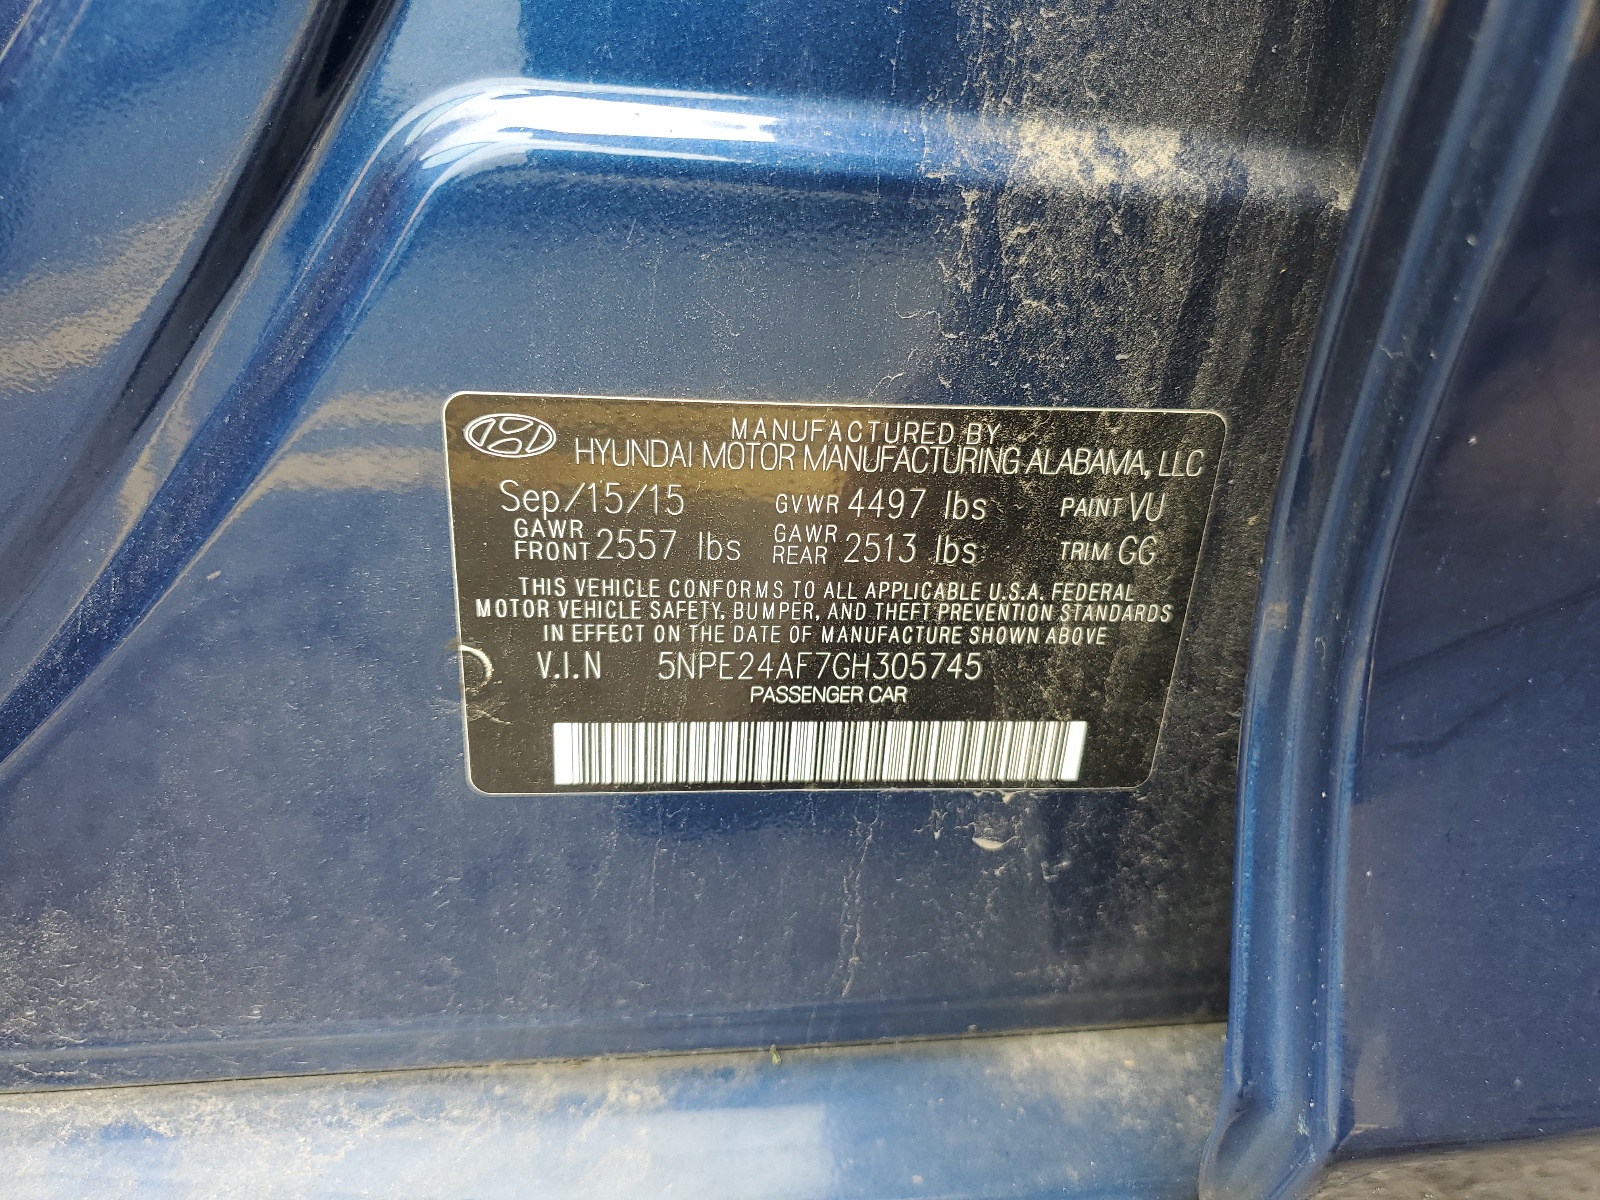 MANUFACTURED BY
HYUNDAI MOTOR MANUFACTURING ALABAMA, LLC
Sep/15/15 GVWR 4497 lbs PAINT VU
GAWR FRONT 2557 lbs GAWR REAR 2513 lbs TRIM GG
THIS VEHICLE CONFORMS TO ALL APPLICABLE U.S.A. FEDERAL
MOTOR VEHICLE SAFETY, BUMPER, AND THEFT PREVENTION STANDARDS
IN EFFECT ON THE DATE OF MANUFACTURE SHOWN ABOVE
V.I.N 5NPE24AF7GH305745
PASSENGER CAR